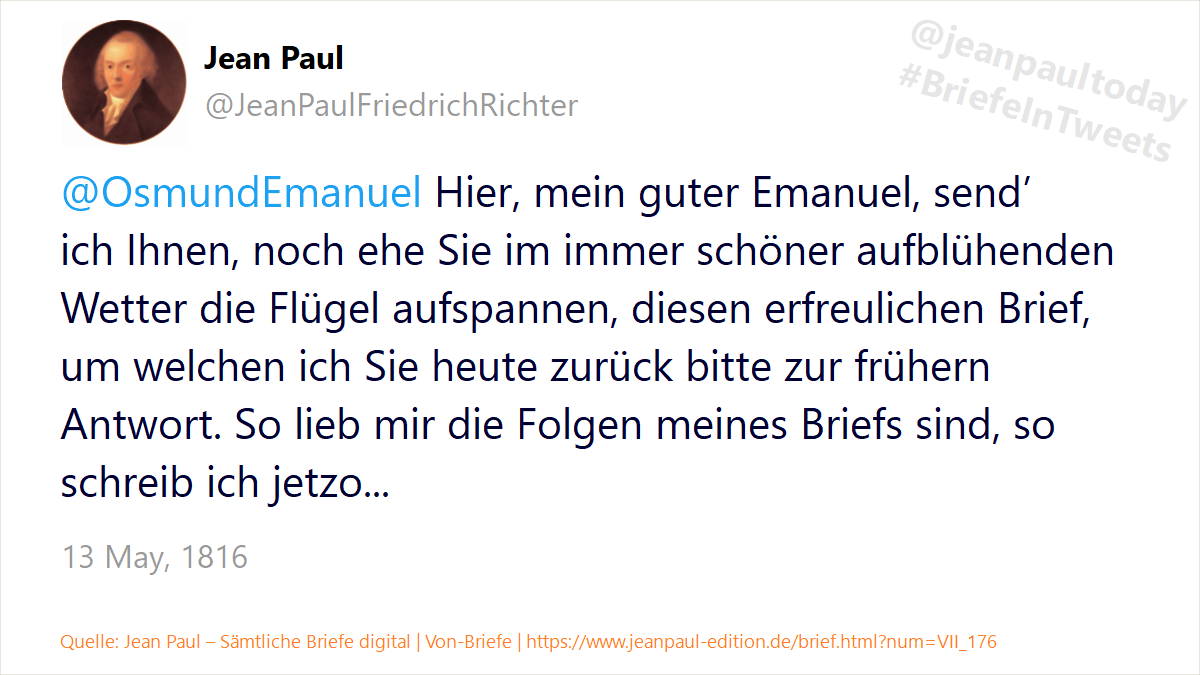 Jean Paul
@JeanPaulFriedrichRichter
@jeanpaultoday
#BriefeInTweets
@OsmundEmanuel Hier, mein guter Emanuel, send’
ich Ihnen, noch ehe Sie im immer schöner aufblühenden
Wetter die Flügel aufspannen, diesen erfreulichen Brief,
um welchen ich Sie heute zurück bitte zur frühern
Antwort. So lieb mir die Folgen meines Briefs sind, so
schreib ich jetzo...
13 May, 1816
Quelle: Jean Paul – Sämtliche Briefe digital | Von-Briefe | https://www.jeanpaul-edition.de/brief.html?num=VII_176